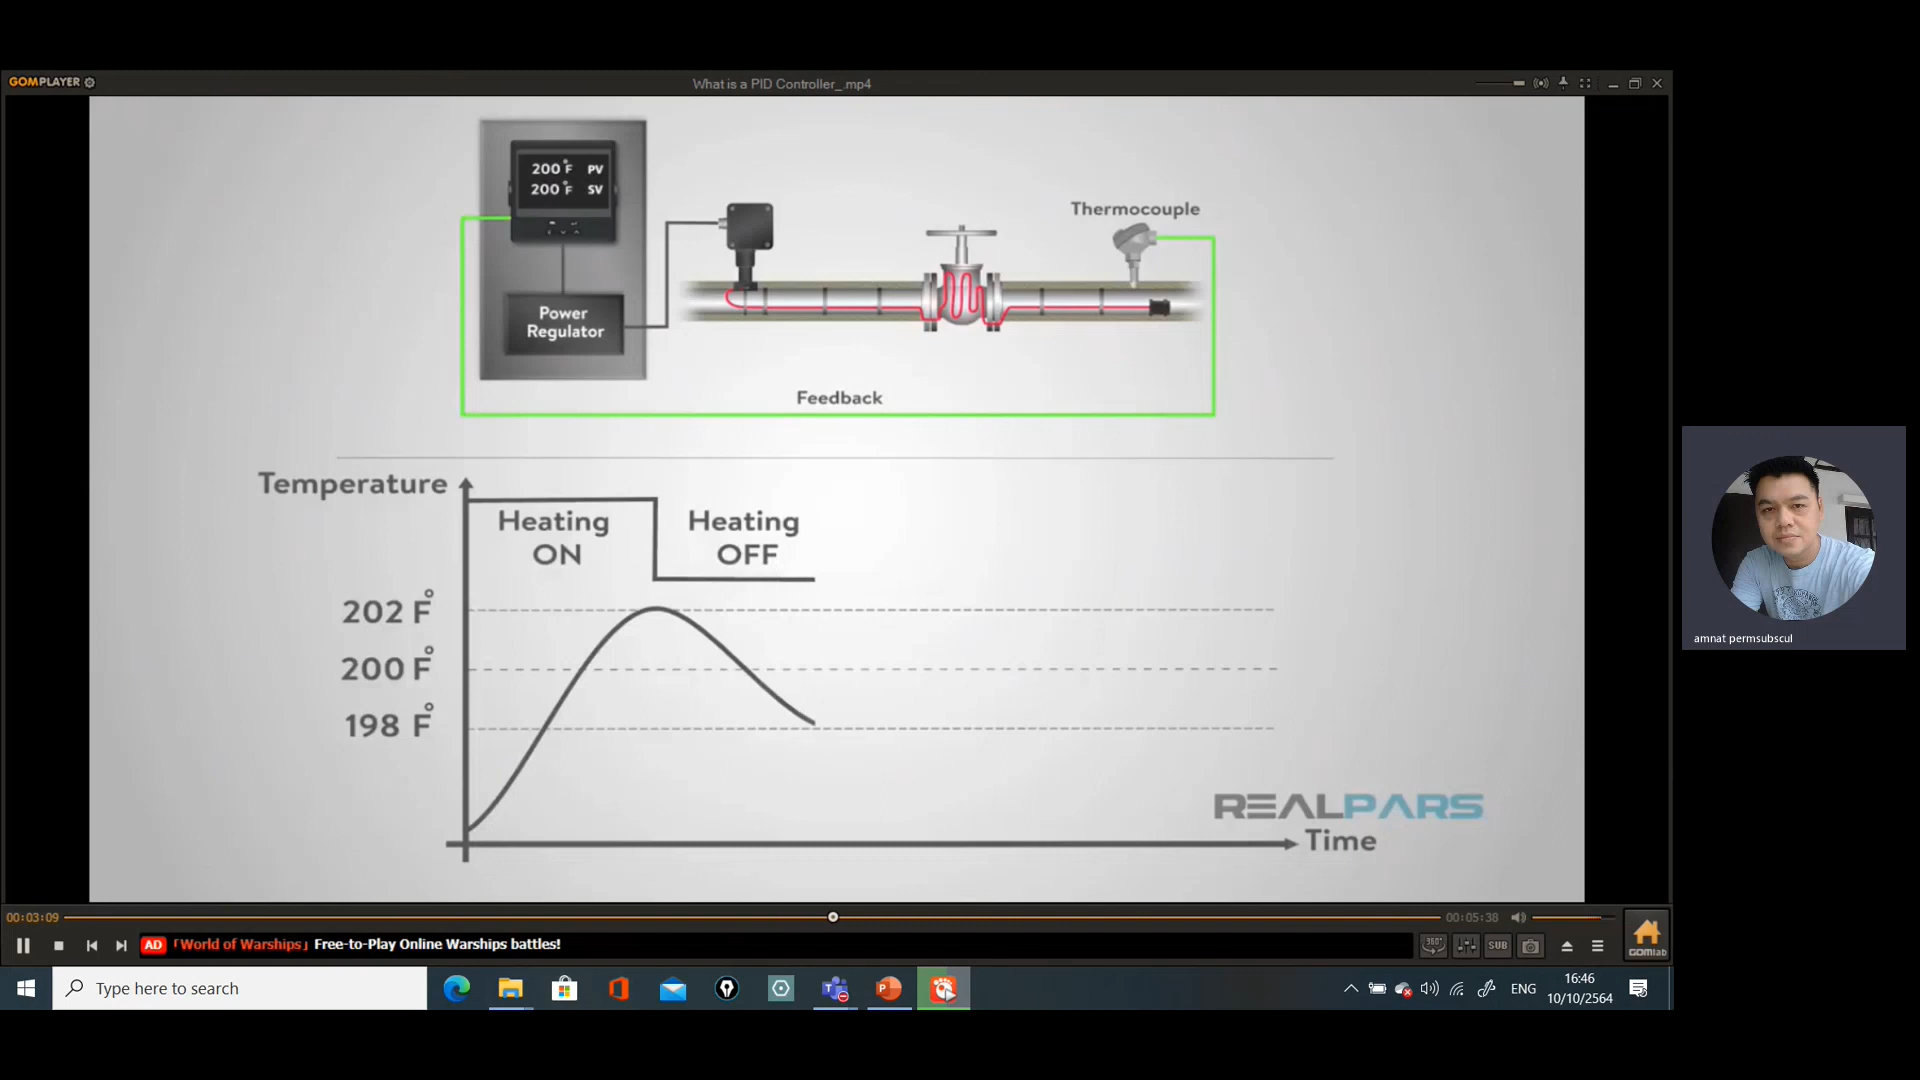 GOMPLAYER
What is a PID Controller_.mp4
200°F PV
200°F SV
Power
Regulator
Thermocouple
Feedback
Temperature
Heating
ON
Heating
OFF
202 F°
200 F°
198 F°
REALPARS
Time
amnat permsubscul
00:03:09
00:05:38
AD 「World of Warships」 Free-to-Play Online Warships battles!
360°
SUB
GOMlab
Type here to search
ENG
16:46
10/10/2564